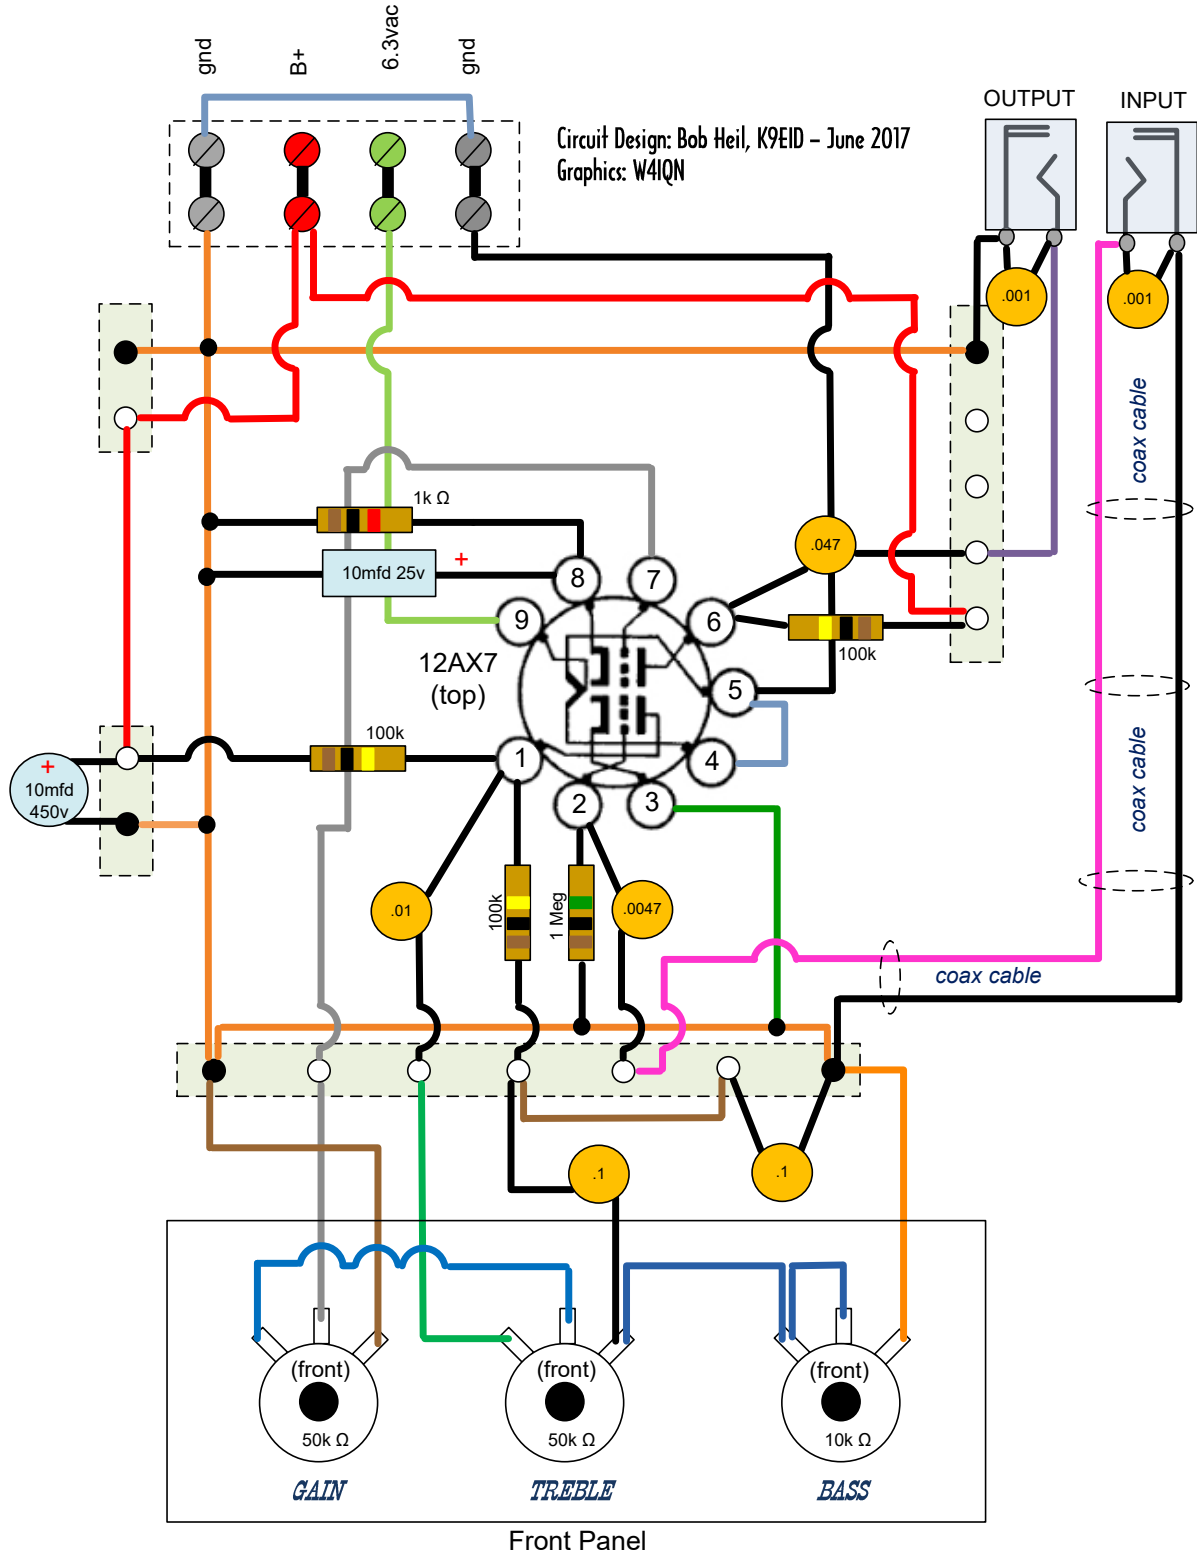 gnd
B+
6.3vac
gnd
OUTPUT
INPUT
Circuit Design: Bob Heil, K9EID – June 2017
Graphics: W4IQN
.001
.001
coax cable
1k Ω
10mfd 25v
+
.047
8
7
9
6
100k
12AX7
(top)
5
100k
1
4
+
10mfd
450v
2
3
coax cable
.01
100k
1 Meg
.0047
coax cable
.1
.1
(front)
(front)
(front)
50k Ω
50k Ω
10k Ω
GAIN
TREBLE
BASS
Front Panel